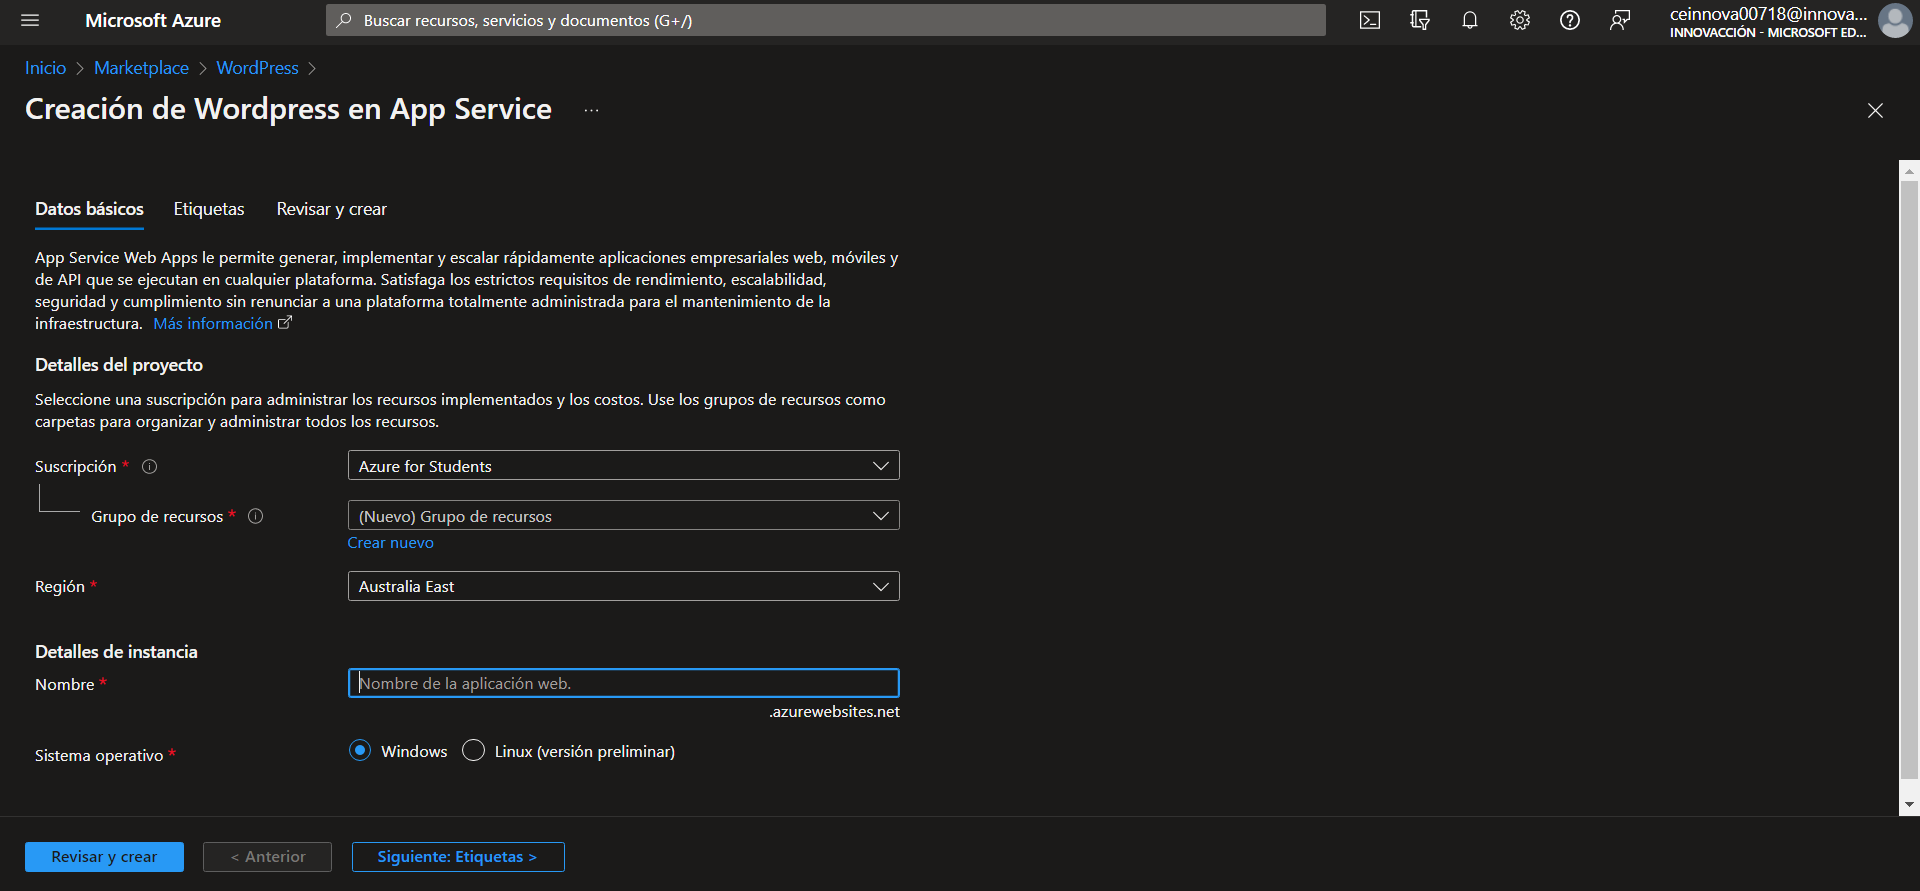 Microsoft Azure
Buscar recursos, servicios y documentos (G+/)
ceinnova00718@innova...
INNOVACCIÓN - MICROSOFT ED...
Inicio > Marketplace > WordPress >
Creación de Wordpress en App Service ...
Datos básicos Etiquetas Revisar y crear
App Service Web Apps le permite generar, implementar y escalar rápidamente aplicaciones empresariales web, móviles y
de API que se ejecutan en cualquier plataforma. Satisfaga los estrictos requisitos de rendimiento, escalabilidad,
seguridad y cumplimiento sin renunciar a una plataforma totalmente administrada para el mantenimiento de la
infraestructura. Más información
Detalles del proyecto
Seleccione una suscripción para administrar los recursos implementados y los costos. Use los grupos de recursos como
carpetas para organizar y administrar todos los recursos.
Suscripción * Azure for Students
Grupo de recursos * (Nuevo) Grupo de recursos
Crear nuevo
Región * Australia East
Detalles de instancia
Nombre * Nombre de la aplicación web.
.azurewebsites.net
Sistema operativo * Windows Linux (versión preliminar)
Revisar y crear < Anterior Siguiente: Etiquetas >